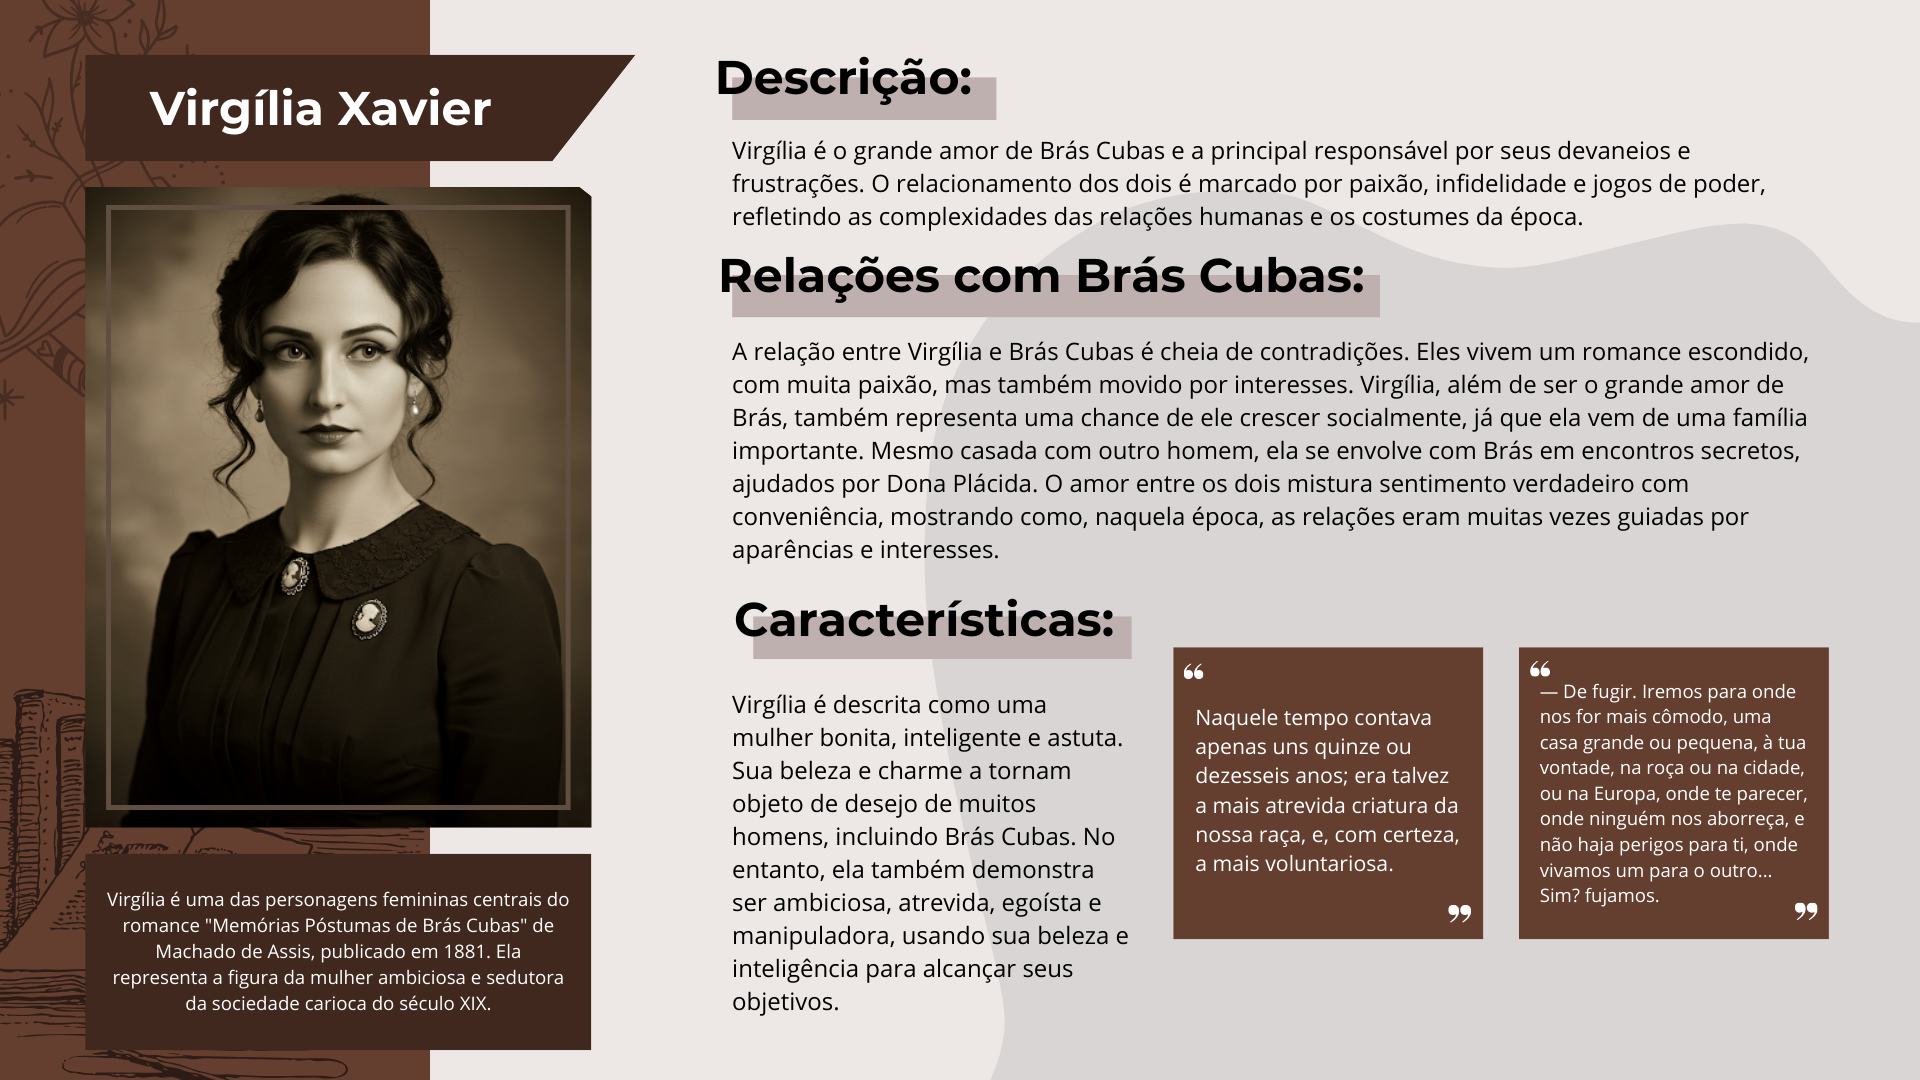 Virgília Xavier
Virgília é uma das personagens femininas centrais do
romance "Memórias Póstumas de Brás Cubas" de
Machado de Assis, publicado em 1881. Ela
representa a figura da mulher ambiciosa e sedutora
da sociedade carioca do século XIX.
Descrição:
Virgília é o grande amor de Brás Cubas e a principal responsável por seus devaneios e
frustrações. O relacionamento dos dois é marcado por paixão, infidelidade e jogos de poder,
refletindo as complexidades das relações humanas e os costumes da época.
Relações com Brás Cubas:
A relação entre Virgília e Brás Cubas é cheia de contradições. Eles vivem um romance escondido,
com muita paixão, mas também movido por interesses. Virgília, além de ser o grande amor de
Brás, também representa uma chance de ele crescer socialmente, já que ela vem de uma família
importante. Mesmo casada com outro homem, ela se envolve com Brás em encontros secretos,
ajudados por Dona Plácida. O amor entre os dois mistura sentimento verdadeiro com
conveniência, mostrando como, naquela época, as relações eram muitas vezes guiadas por
aparências e interesses.
Características:
Virgília é descrita como uma
mulher bonita, inteligente e astuta.
Sua beleza e charme a tornam
objeto de desejo de muitos
homens, incluindo Brás Cubas. No
entanto, ela também demonstra
ser ambiciosa, atrevida, egoísta e
manipuladora, usando sua beleza e
inteligência para alcançar seus
objetivos.
“
Naquele tempo contava
apenas uns quinze ou
dezesseis anos; era talvez
a mais atrevida criatura da
nossa raça, e, com certeza,
a mais voluntariosa.
”
“
— De fugir. Iremos para onde
nos for mais cômodo, uma
casa grande ou pequena, à tua
vontade, na roça ou na cidade,
ou na Europa, onde te parecer,
onde ninguém nos aborreça, e
não haja perigos para ti, onde
vivamos um para o outro...
Sim? fujamos.
”